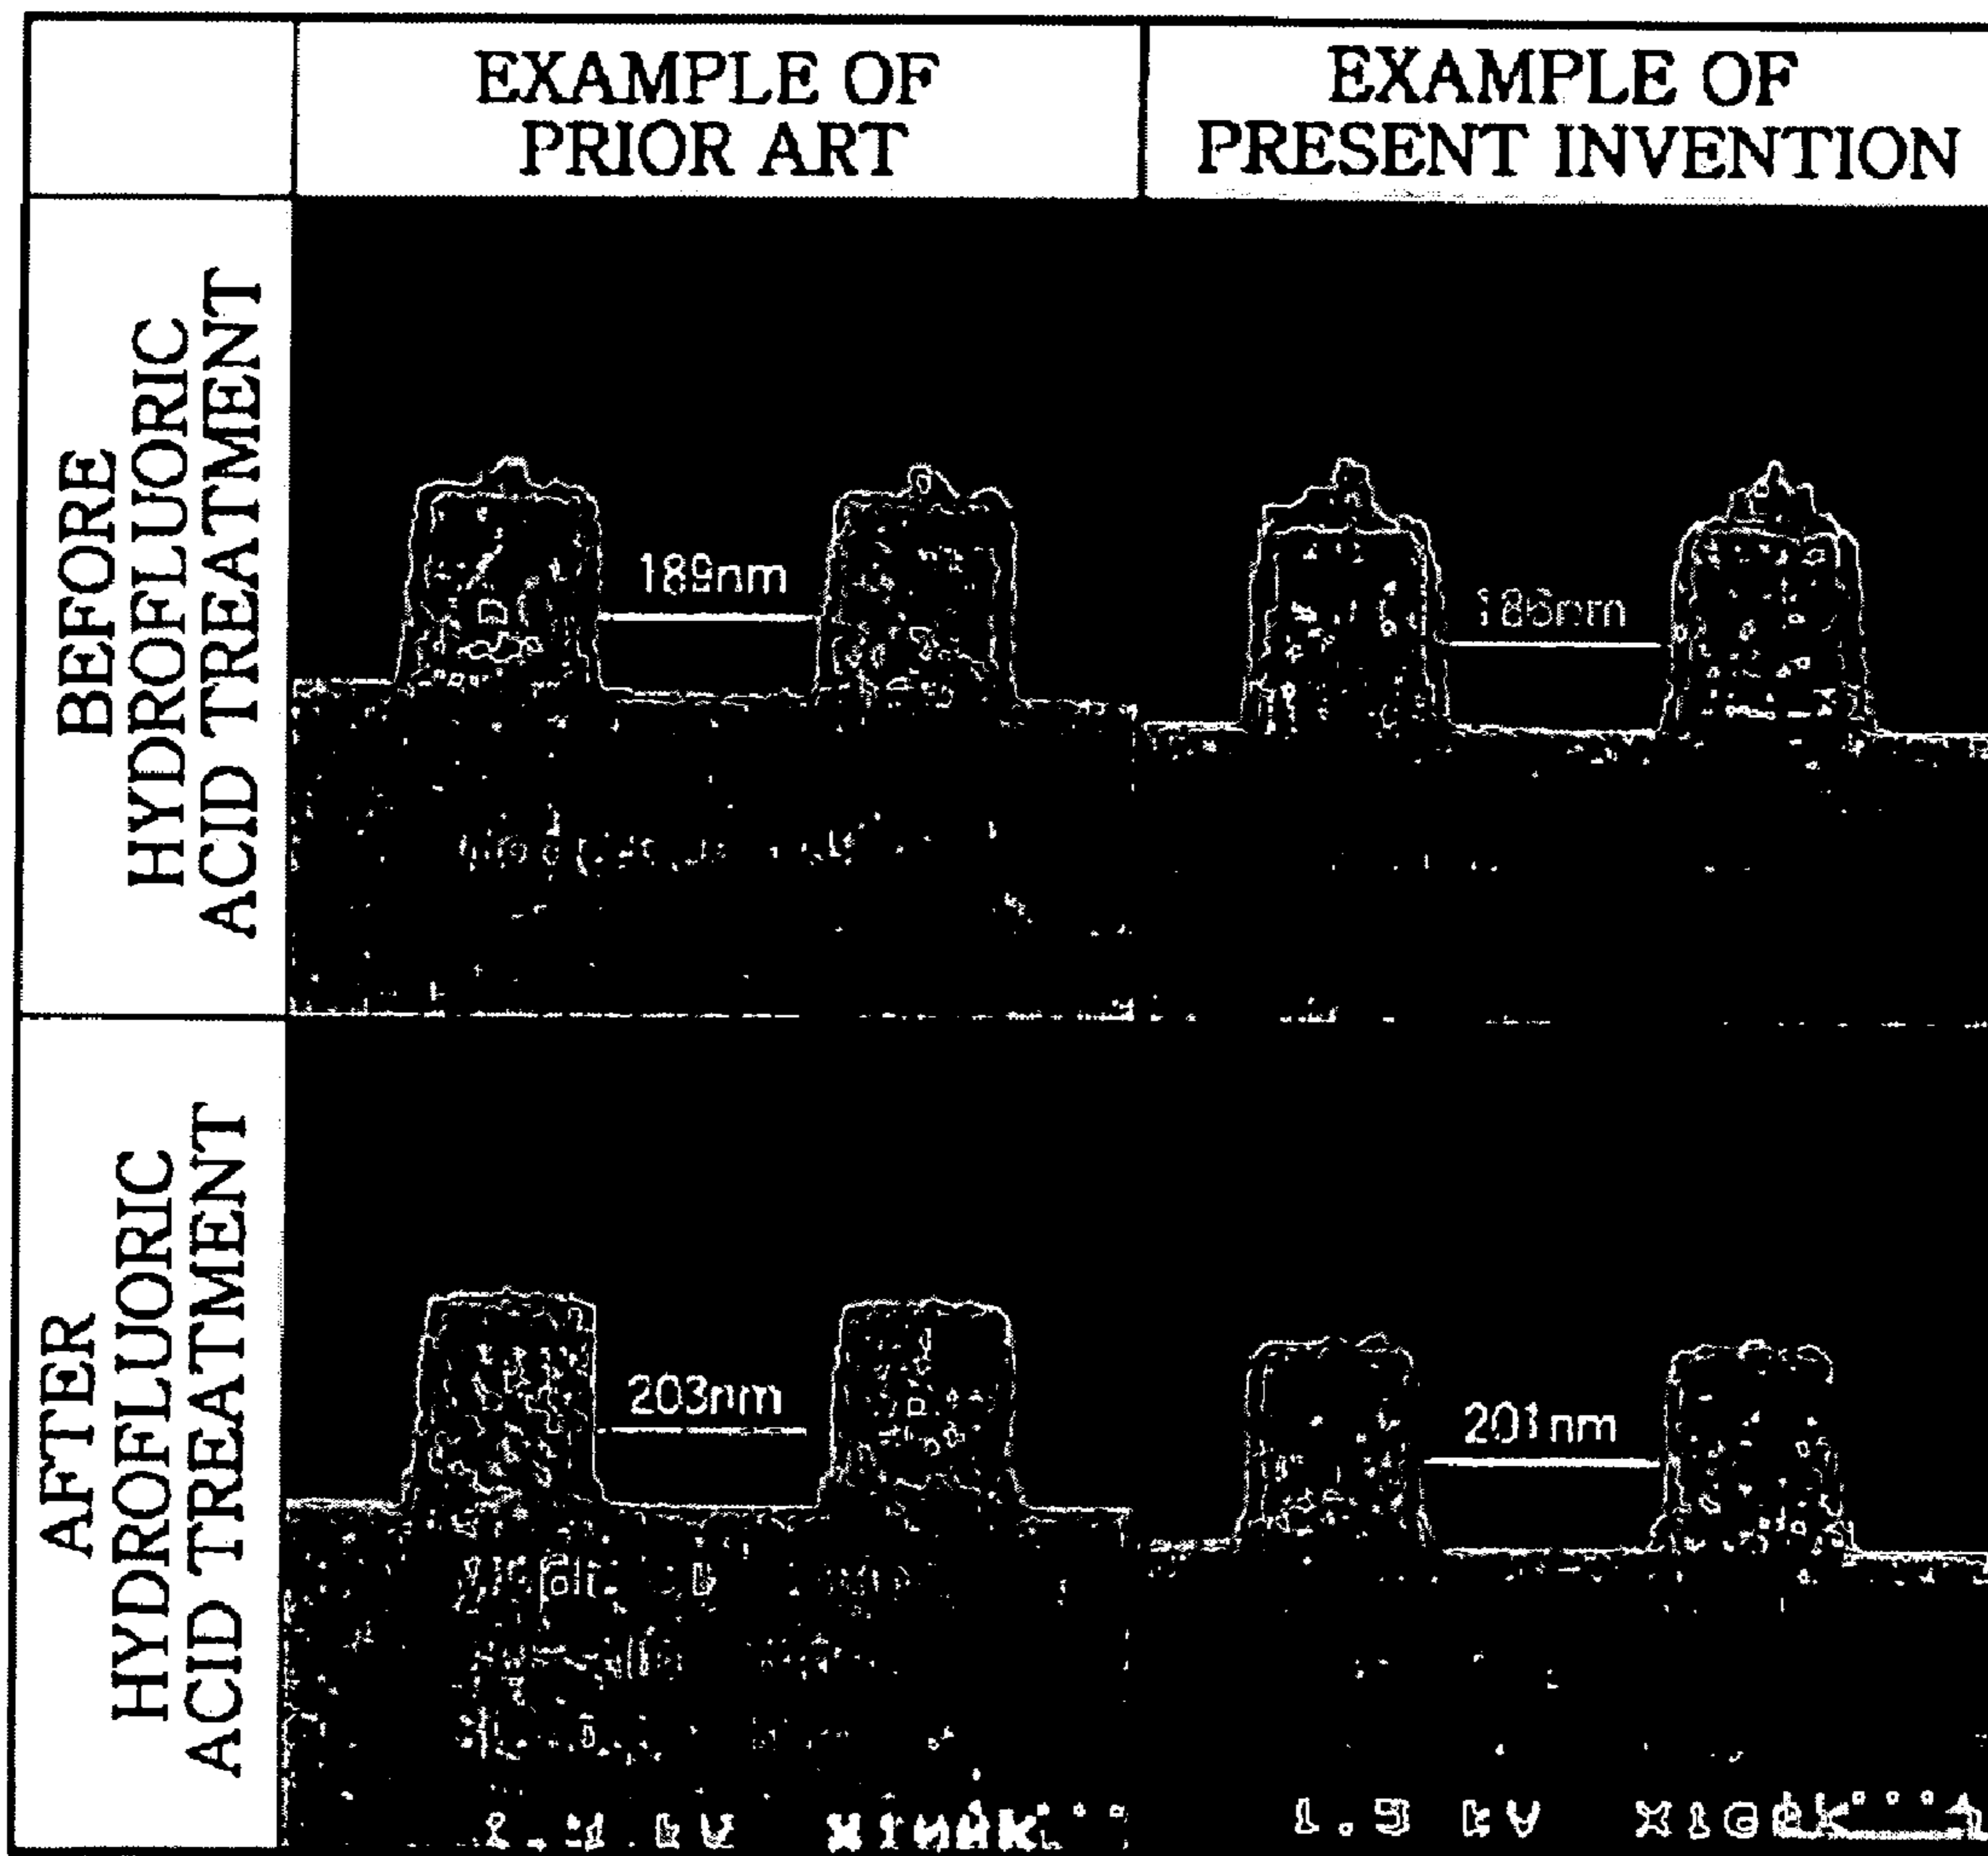 EXAMPLE OF
PRIOR ART
EXAMPLE OF
PRESENT INVENTION
BEFORE
HYDROFLUORIC
ACID TREATMENT
189nm
186nm
AFTER
HYDROFLUORIC
ACID TREATMENT
203nm
201nm
kV
1.5 kV